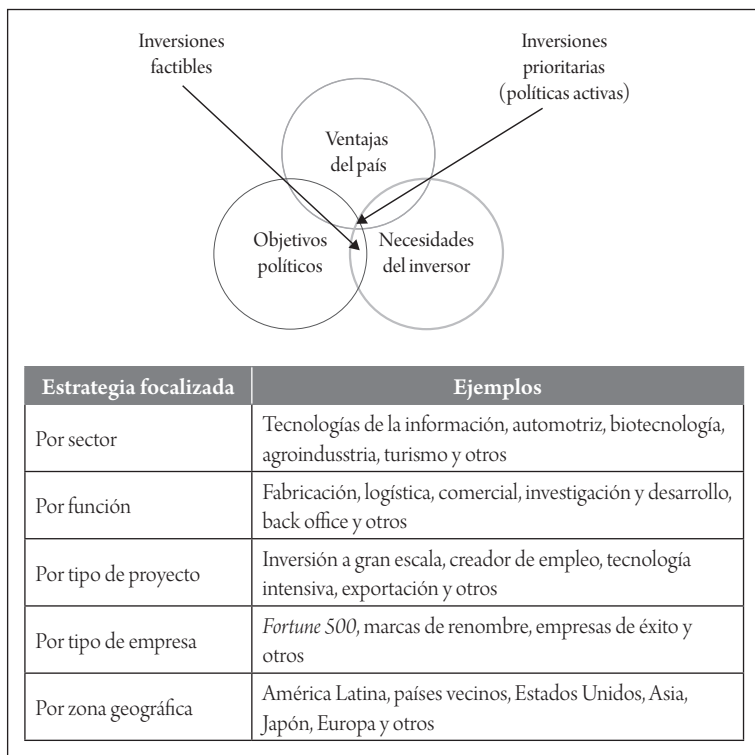 Inversiones
factibles
Inversiones
prioritarias
(políticas activas)
Ventajas
del país
Objetivos
políticos
Necesidades
del inversor
Estrategia focalizada
Ejemplos
Por sector
Tecnologías de la información, automotriz, biotecnología,
agroindusstria, turismo y otros
Por función
Fabricación, logística, comercial, investigación y desarrollo,
back office y otros
Por tipo de proyecto
Inversión a gran escala, creador de empleo, tecnología
intensiva, exportación y otros
Por tipo de empresa
Fortune 500, marcas de renombre, empresas de éxito y
otros
Por zona geográfica
América Latina, países vecinos, Estados Unidos, Asia,
Japón, Europa y otros